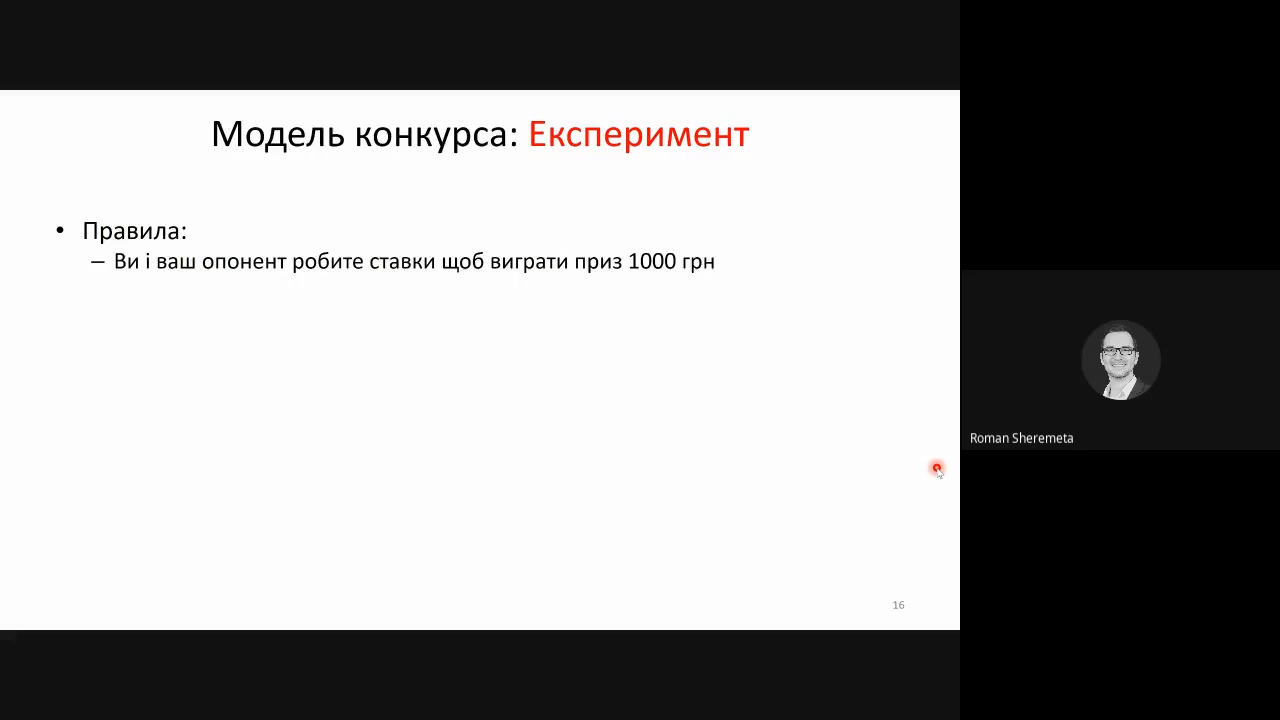 Модель конкурса: Експеримент
• Правила:
– Ви і ваш опонент робите ставки щоб виграти приз 1000 грн
16
Roman Sheremeta